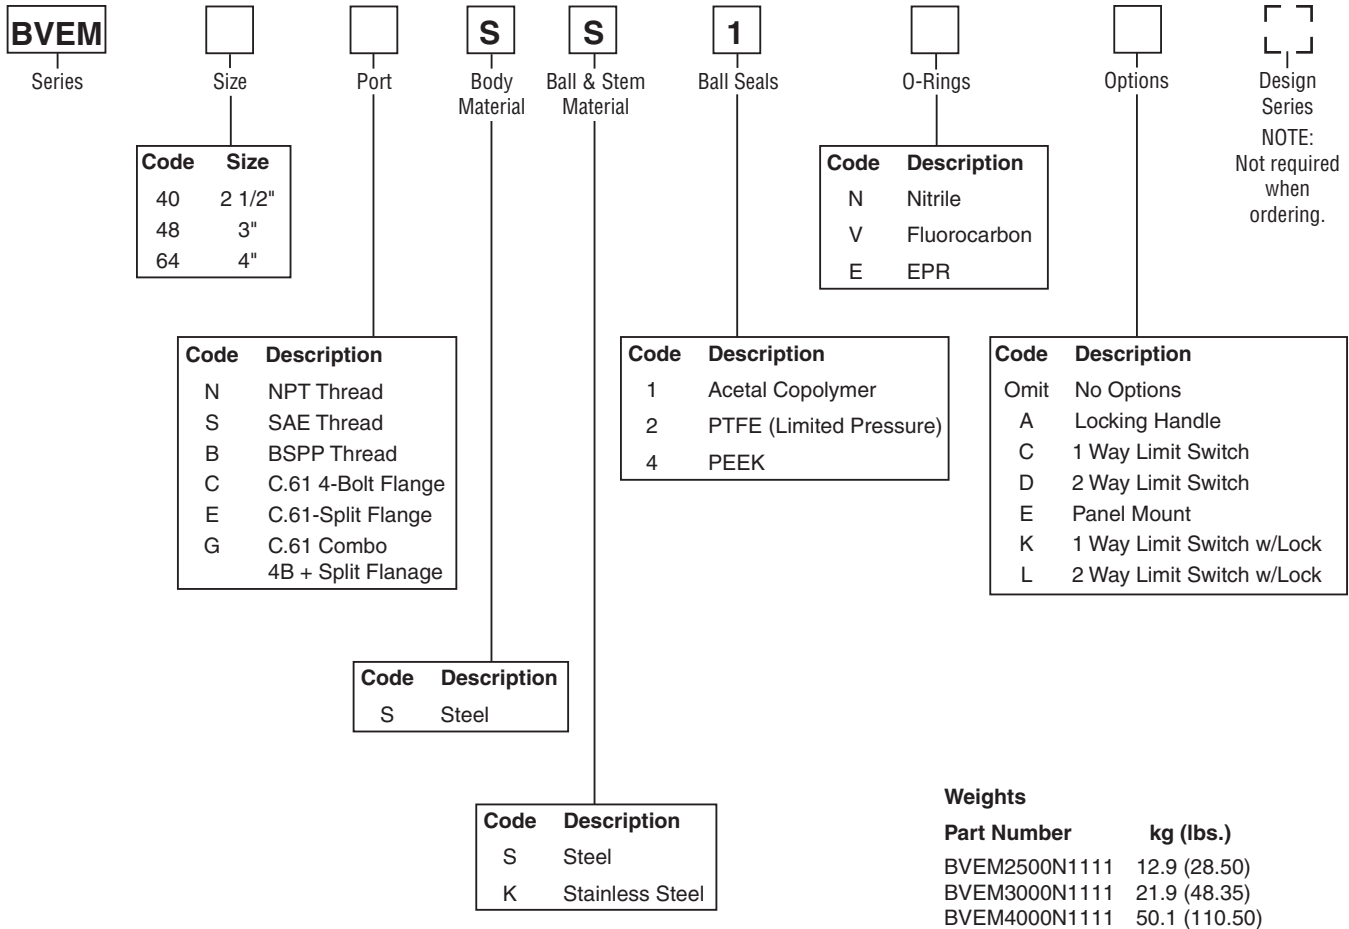 BVEM S S 1
Series Size Port Body Material Ball & Stem Material Ball Seals O-Rings Options Design Series
NOTE:
Not required
when
ordering.
Code Size
40 2 1/2"
48 3"
64 4"
Code Description
N Nitrile
V Fluorocarbon
E EPR
Code Description
N NPT Thread
S SAE Thread
B BSPP Thread
C C.61 4-Bolt Flange
E C.61-Split Flange
G C.61 Combo
4B + Split Flanage
Code Description
1 Acetal Copolymer
2 PTFE (Limited Pressure)
4 PEEK
Code Description
Omit No Options
A Locking Handle
C 1 Way Limit Switch
D 2 Way Limit Switch
E Panel Mount
K 1 Way Limit Switch w/Lock
L 2 Way Limit Switch w/Lock
Code Description
S Steel
Code Description
S Steel
K Stainless Steel
Weights
Part Number kg (lbs.)
BVEM2500N1111 12.9 (28.50)
BVEM3000N1111 21.9 (48.35)
BVEM4000N1111 50.1 (110.50)